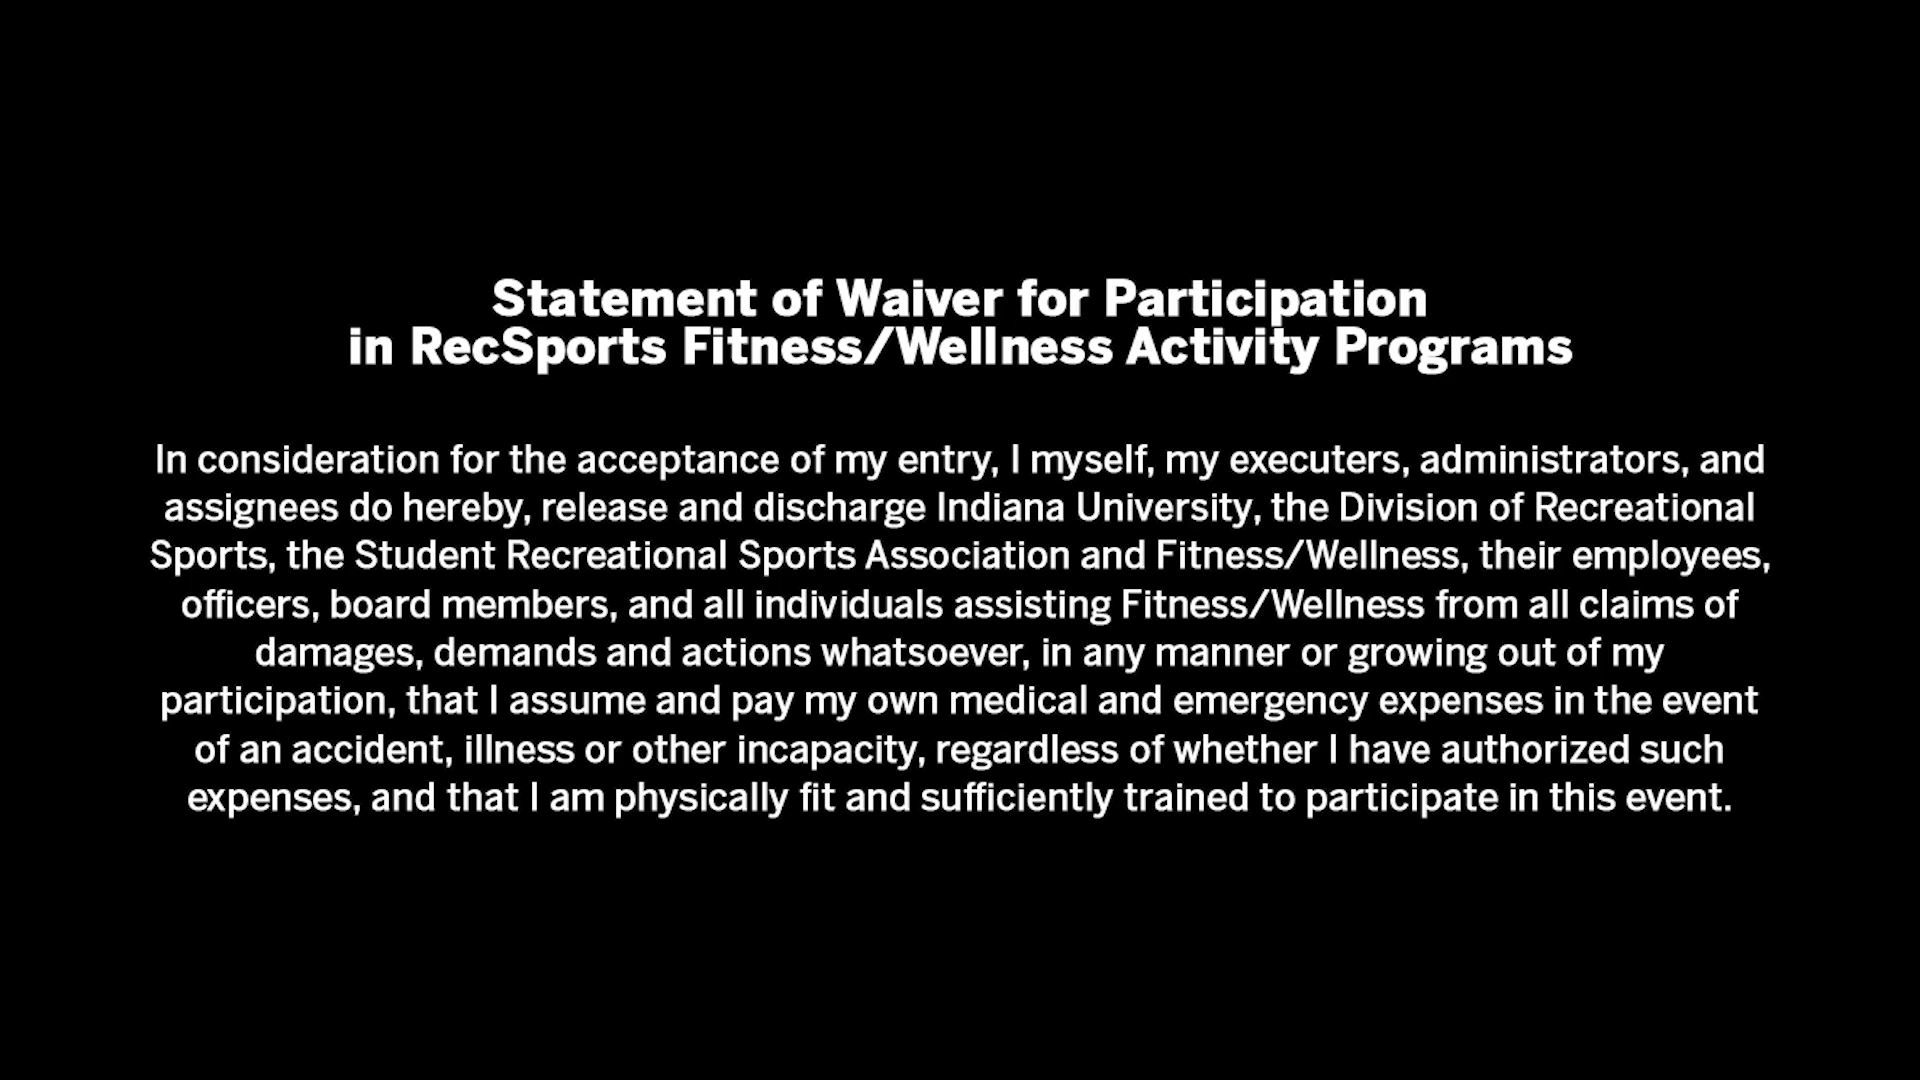 Statement of Waiver for Participation
in RecSports Fitness/Wellness Activity Programs
In consideration for the acceptance of my entry, I myself, my executers, administrators, and
assignees do hereby, release and discharge Indiana University, the Division of Recreational
Sports, the Student Recreational Sports Association and Fitness/Wellness, their employees,
officers, board members, and all individuals assisting Fitness/Wellness from all claims of
damages, demands and actions whatsoever, in any manner or growing out of my
participation, that I assume and pay my own medical and emergency expenses in the event
of an accident, illness or other incapacity, regardless of whether I have authorized such
expenses, and that I am physically fit and sufficiently trained to participate in this event.